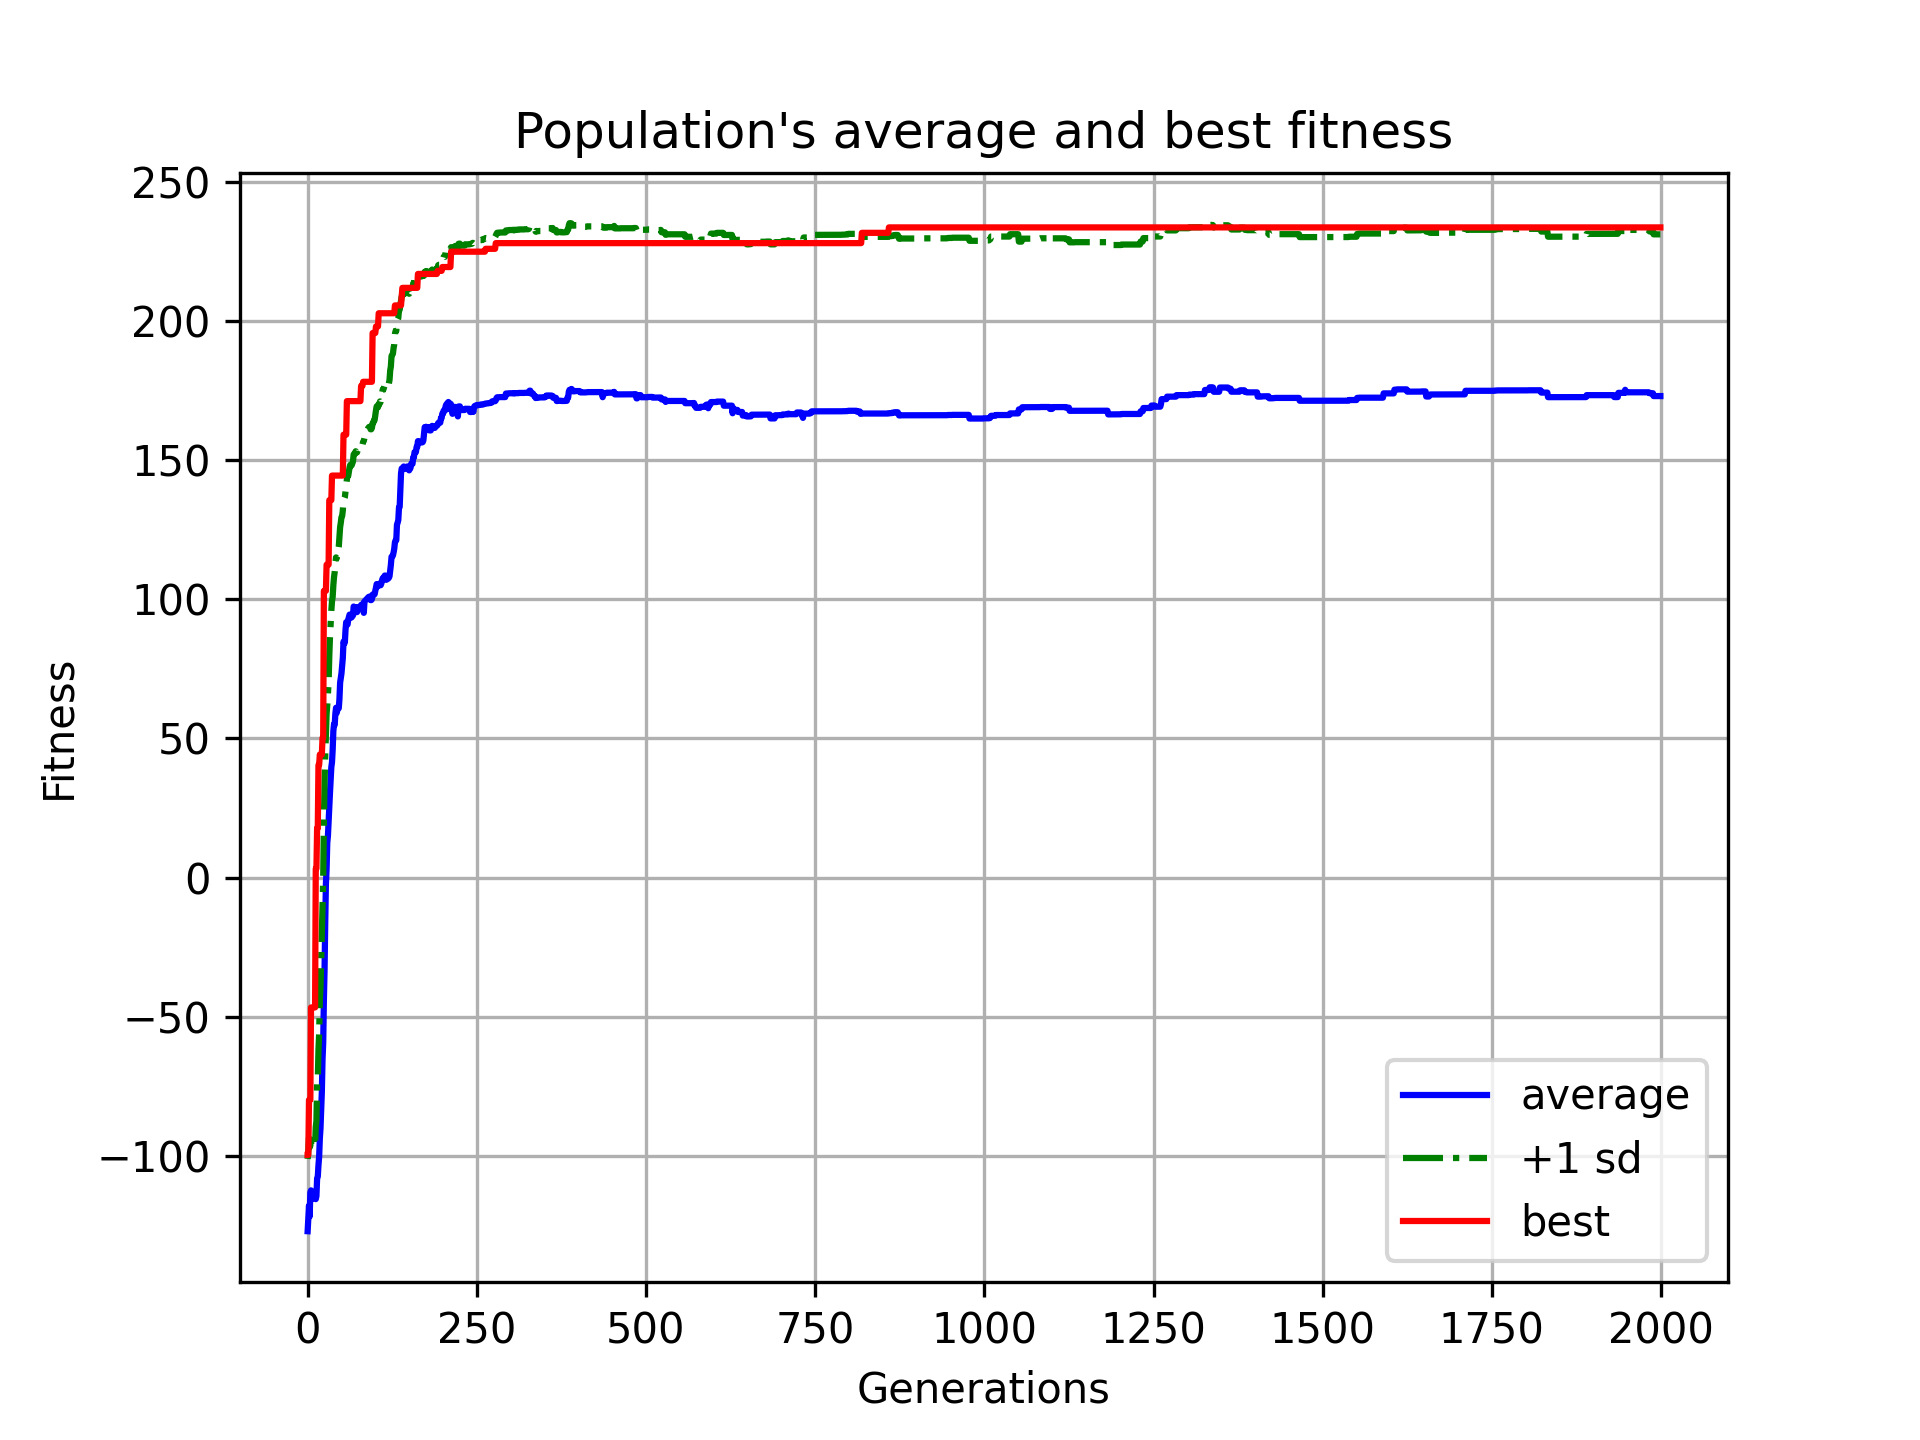 Population's average and best fitness
250
200
150
100
50
0
−50
−100
Fitness
0 250 500 750 1000 1250 1500 1750 2000
Generations
average
+1 sd
best